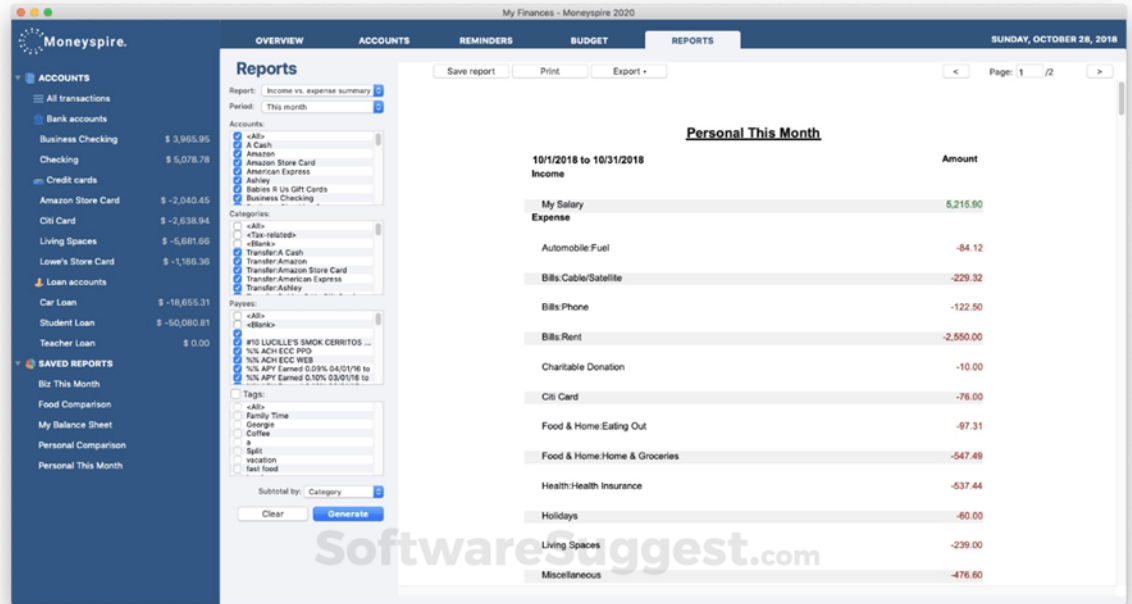 My Finances - Moneyspire 2020
Moneyspire.
OVERVIEW ACCOUNTS REMINDERS BUDGET REPORTS SUNDAY, OCTOBER 28, 2018
ACCOUNTS
All transactions
Bank accounts
Business Checking $ 3,965.95
Checking $ 5,078.78
Credit cards
Amazon Store Card $ -2,040.45
Citi Card $ -2,638.94
Living Spaces $ -5,681.66
Lowe's Store Card $ -1,186.36
Loan accounts
Car Loan $ -18,655.31
Student Loan $ -50,080.81
Teacher Loan $ 0.00
SAVED REPORTS
Biz This Month
Food Comparison
My Balance Sheet
Personal Comparison
Personal This Month
Reports
Report: Income vs. expense summary
Period: This month
Accounts:
<All>
A Cash
Amazon
Amazon Store Card
American Express
Ashley
Babies R Us Gift Cards
Business Checking
Categories:
<All>
<Tax-related>
<Blank>
Transfer:A Cash
Transfer:Amazon
Transfer:Amazon Store Card
Transfer:American Express
Transfer:Ashley
Payees:
<All>
<Blank>
#10 LUCILLE'S SMOK CERRITOS ...
%% ACH ECC PPD
%% ACH ECC WEB
%% APY Earned 0.09% 04/01/16 to
%% APY Earned 0.10% 03/01/16 to
Tags:
<All>
Family Time
Georgie
Coffee
a
Split
vacation
fast food
Subtotal by: Category
Clear Generate
Save report Print Export
< Page: 1 /2 >
Personal This Month
10/1/2018 to 10/31/2018 Amount
Income
My Salary 5,215.90
Expense
Automobile:Fuel -84.12
Bills:Cable/Satellite -229.32
Bills:Phone -122.50
Bills:Rent -2,550.00
Charitable Donation -10.00
Citi Card -76.00
Food & Home:Eating Out -97.31
Food & Home:Home & Groceries -547.49
Health:Health Insurance -537.44
Holidays -60.00
Living Spaces -239.00
Miscellaneous -476.60
SoftwareSuggest.com